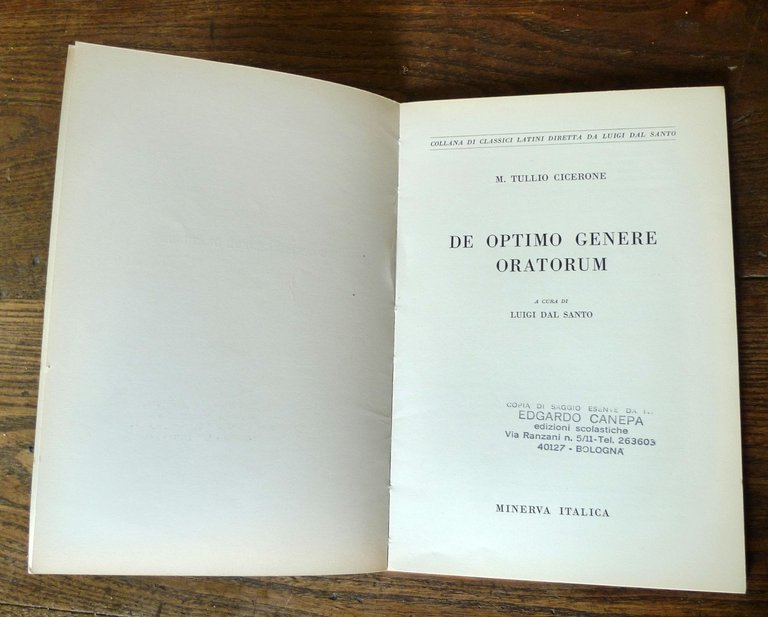 COLLANA DI CLASSICI LATINI DIRETTA DA LUIGI DAL SANTO
M. TULLIO CICERONE
DE OPTIMO GENERE
ORATORUM
A CURA DI
LUIGI DAL SANTO
COPIA DI SAGGIO ESENTE DA
EDGARDO CANEPA
edizioni scolastiche
Via Ranzani n. 5/11-Tel. 263603
40127 - BOLOGNA
MINERVA ITALICA